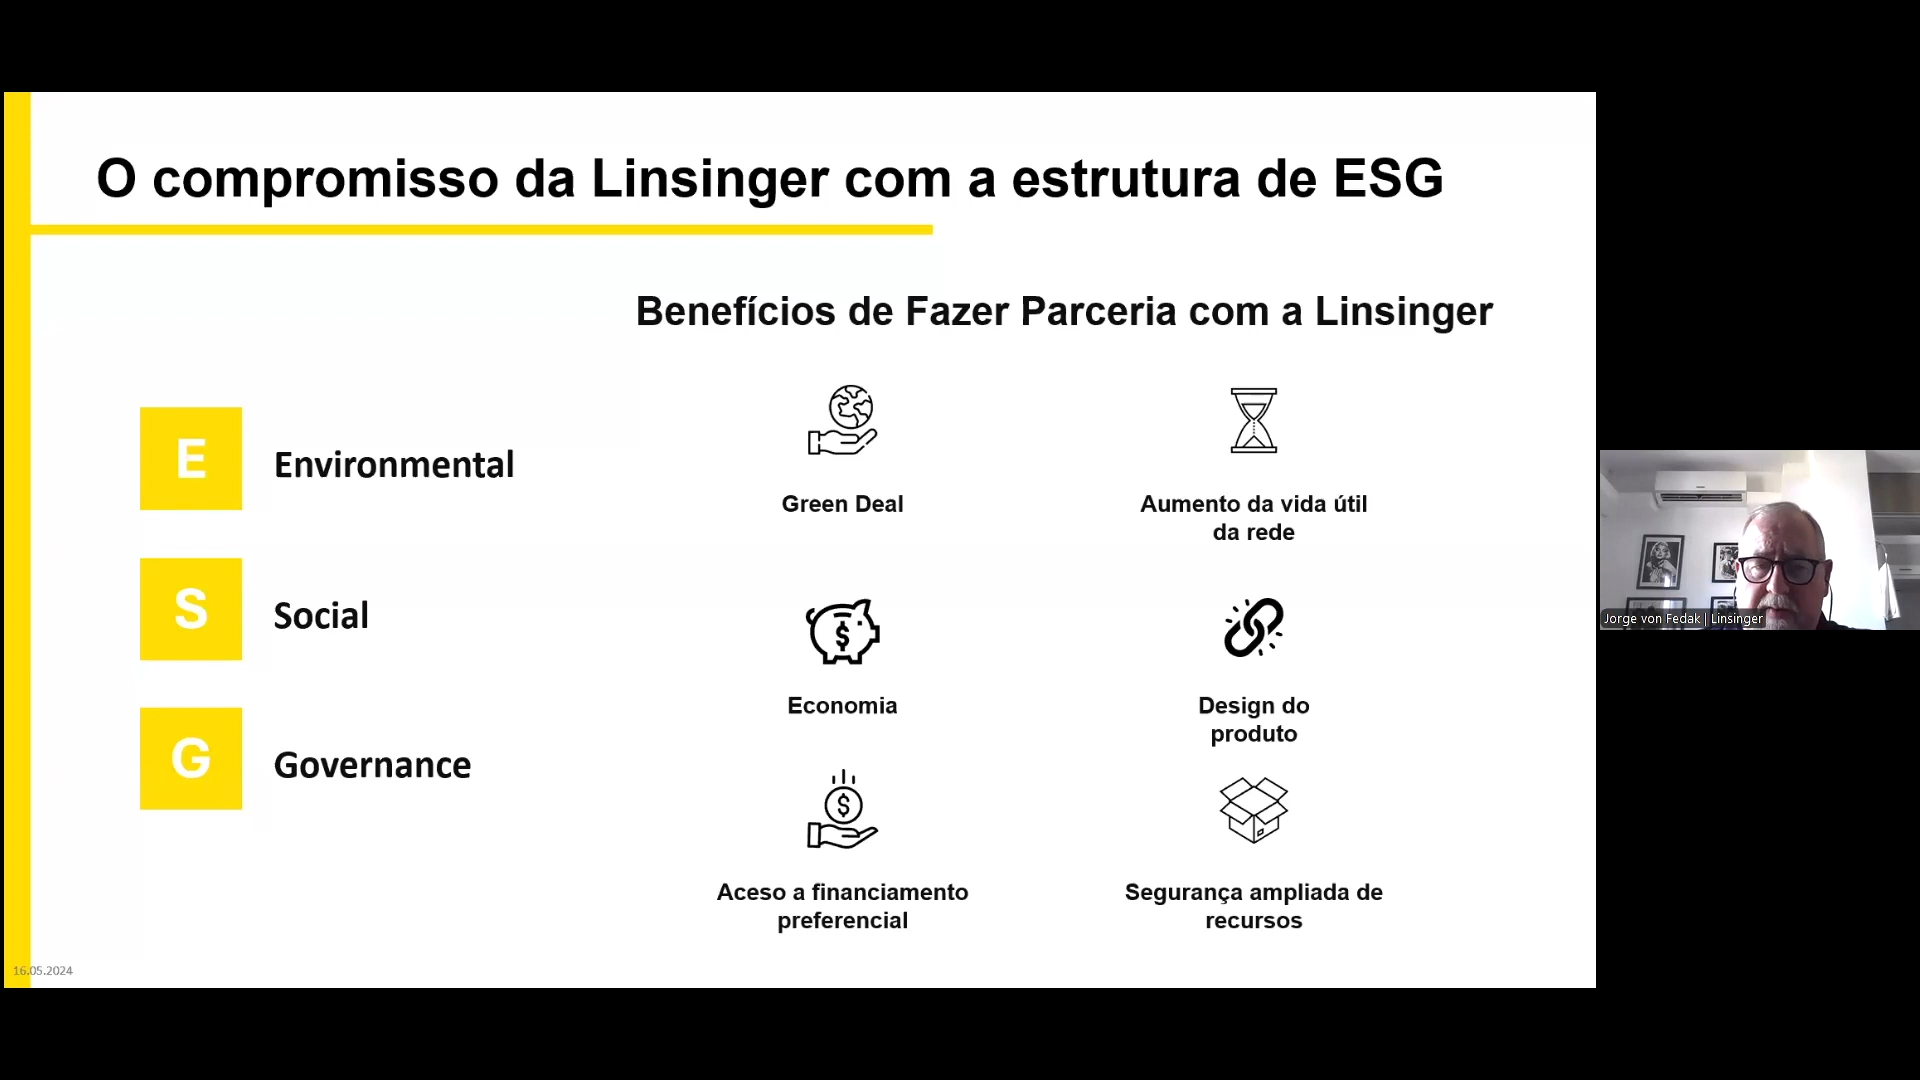 O compromisso da Linsinger com a estrutura de ESG
Benefícios de Fazer Parceria com a Linsinger
E
Environmental
S
Social
G
Governance
Green Deal
Aumento da vida útil
da rede
Economia
Design do
produto
Aceso a financiamento
preferencial
Segurança ampliada de
recursos
16.05.2024
Jorge von Fedak | Linsinger